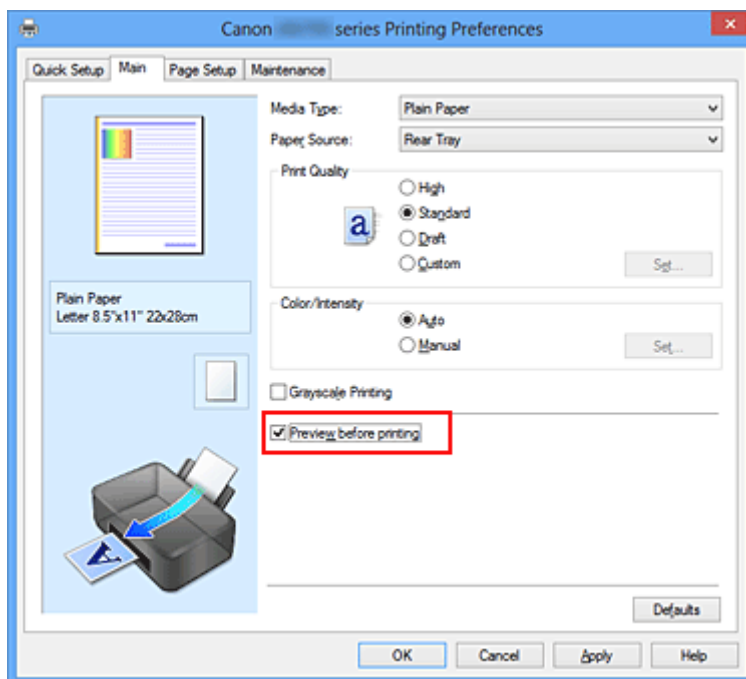 Canon series Printing Preferences
Quick Setup Main Page Setup Maintenance
Media Type: Plain Paper
Paper Source: Rear Tray
Print Quality
High
a Standard
Draft
Custom Set...
Plain Paper
Letter 8.5"x11" 22x28cm
Color/Intensity
Auto
Manual Set...
Grayscale Printing
Preview before printing
A
Defaults
OK Cancel Apply Help